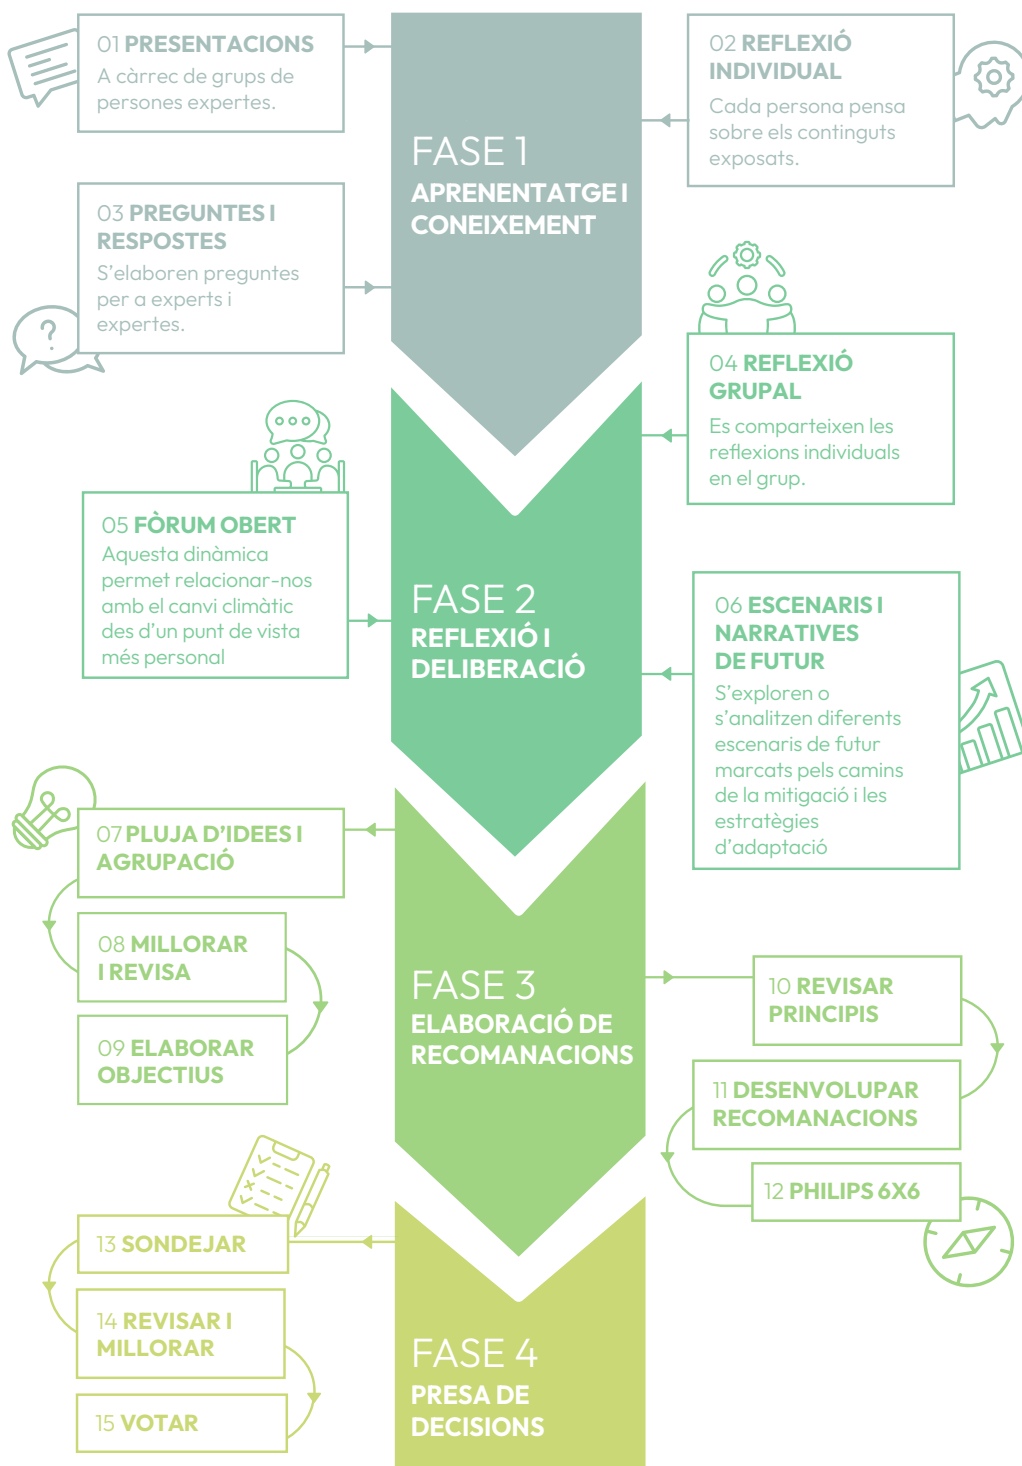 01 PRESENTACIONS
A càrrec de grups de
persones expertes.
02 REFLEXIÓ
INDIVIDUAL
Cada persona pensa
sobre els continguts
exposats.
FASE 1
APRENENTATGE I
CONEIXEMENT
03 PREGUNTES I
RESPOSTES
S'elaboren preguntes
per a experts i
expertes.
?
04 REFLEXIÓ
GRUPAL
Es comparteixen les
reflexions individuals
en el grup.
05 FÒRUM OBERT
Aquesta dinàmica
permet relacionar-nos
amb el canvi climàtic
des d'un punt de vista
més personal
FASE 2
REFLEXIÓ I
DELIBERACIÓ
06 ESCENARIS I
NARRATIVES
DE FUTUR
S'exploren o
s'analitzen diferents
escenaris de futur
marcats pels camins
de la mitigació i les
estratègies
d'adaptació
07 PLUJA D'IDEES I
AGRUPACIÓ
08 MILLORAR
I REVISA
09 ELABORAR
OBJECTIUS
FASE 3
ELABORACIÓ DE
RECOMANACIONS
10 REVISAR
PRINCIPIS
11 DESENVOLUPAR
RECOMANACIONS
12 PHILIPS 6X6
13 SONDEJAR
14 REVISAR I
MILLORAR
15 VOTAR
FASE 4
PRESA DE
DECISIONS